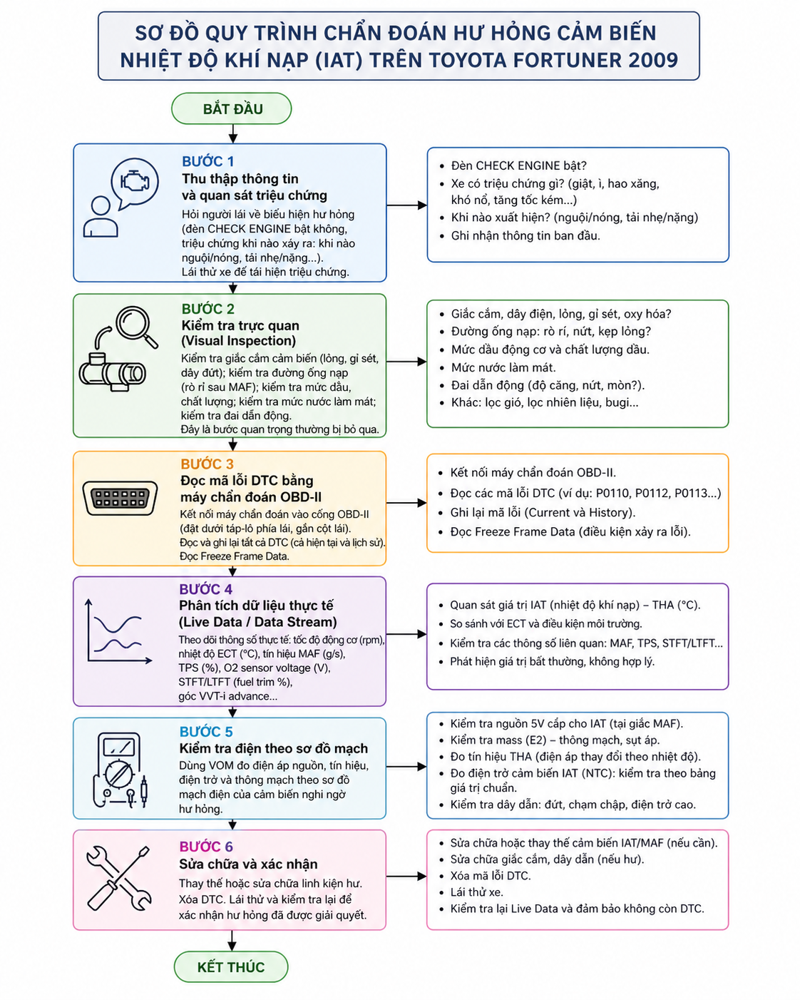 SƠ ĐỒ QUY TRÌNH CHẨN ĐOÁN HƯ HỎNG CẢM BIẾN
NHIỆT ĐỘ KHÍ NẠP (IAT) TRÊN TOYOTA FORTUNER 2009
BẮT ĐẦU
BƯỚC 1
Thu thập thông tin
và quan sát triệu chứng
Hỏi người lái về biểu hiện hư hỏng
(đèn CHECK ENGINE bật không,
triệu chứng khi nào xảy ra: khi nào
nguội/nóng, tải nhẹ/nặng...).
Lái thử xe để tái hiện triệu chứng.
• Đèn CHECK ENGINE bật?
• Xe có triệu chứng gì? (giật, ì, hao xăng,
khó nổ, tăng tốc kém...)
• Khi nào xuất hiện? (nguội/nóng, tải nhẹ/nặng)
• Ghi nhận thông tin ban đầu.
BƯỚC 2
Kiểm tra trực quan
(Visual Inspection)
Kiểm tra giắc cắm cảm biến (lỏng, gỉ sét,
dây đứt); kiểm tra đường ống nạp
(rò rỉ sau MAF); kiểm tra mức dầu,
chất lượng; kiểm tra mức nước làm mát;
kiểm tra đai dẫn động.
Đây là bước quan trọng thường bị bỏ qua.
• Giắc cắm, dây điện, lỏng, gỉ sét, oxy hóa?
• Đường ống nạp: rò rí, nứt, kẹp lỏng?
• Mức dầu động cơ và chất lượng dầu.
• Mức nước làm mát.
• Đai dẫn động (độ căng, nứt, mòn?).
• Khác: lọc gió, lọc nhiên liệu, bugi...
BƯỚC 3
Đọc mã lỗi DTC bằng
máy chẩn đoán OBD-II
Kết nối máy chẩn đoán vào cổng OBD-II
(đặt dưới táp-lô phía lái, gần cột lái).
Đọc và ghi lại tất cả DTC (cả hiện tại và lịch sử).
Đọc Freeze Frame Data.
• Kết nối máy chẩn đoán OBD-II.
• Đọc các mã lỗi DTC (ví dụ: P0110, P0112, P0113...)
• Ghi lại mã lỗi (Current và History).
• Đọc Freeze Frame Data (điều kiện xảy ra lỗi).
BƯỚC 4
Phân tích dữ liệu thực tế
(Live Data / Data Stream)
Theo dõi thông số thực tế: tốc độ động cơ (rpm),
nhiệt độ ECT (°C), tín hiệu MAF (g/s),
TPS (%), O2 sensor voltage (V),
STFT/LTFT (fuel trim %),
góc VVT-i advance...
• Quan sát giá trị IAT (nhiệt độ khí nạp) – THA (°C).
• So sánh với ECT và điều kiện môi trường.
• Kiểm tra các thông số liên quan: MAF, TPS, STFT/LTFT...
• Phát hiện giá trị bất thường, không hợp lý.
BƯỚC 5
Kiểm tra điện theo sơ đồ mạch
Dùng VOM đo điện áp nguồn, tín hiệu,
điện trở và thông mạch theo sơ đồ
mạch điện của cảm biến nghi ngờ
hư hỏng.
• Kiểm tra nguồn 5V cấp cho IAT (tại giắc MAF).
• Kiểm tra mass (E2) – thông mạch, sụt áp.
• Đo tín hiệu THA (điện áp thay đổi theo nhiệt độ).
• Đo điện trở cảm biến IAT (NTC): kiểm tra theo bảng
giá trị chuẩn.
• Kiểm tra dây dẫn: đứt, chạm chập, điện trở cao.
BƯỚC 6
Sửa chữa và xác nhận
Thay thế hoặc sửa chữa linh kiện hư.
Xóa DTC. Lái thử và kiểm tra lại để
xác nhận hư hỏng đã được giải quyết.
• Sửa chữa hoặc thay thế cảm biến IAT/MAF (nếu cần).
• Sửa chữa giắc cắm, dây dẫn (nếu hư).
• Xóa mã lỗi DTC.
• Lái thử xe.
• Kiểm tra lại Live Data và đảm bảo không còn DTC.
KẾT THÚC